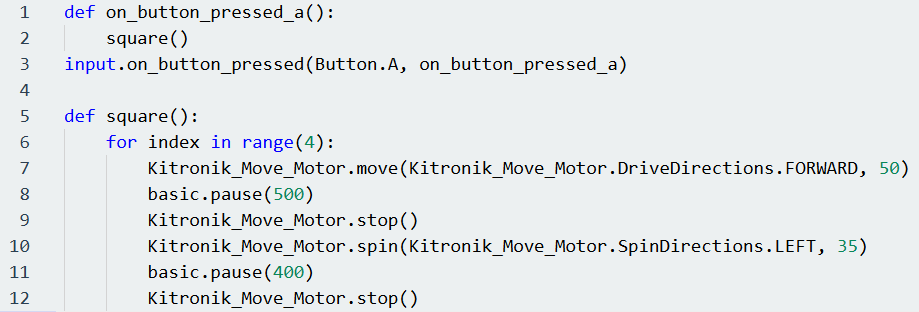 1 def on_button_pressed_a():
2     square()
3 input.on_button_pressed(Button.A, on_button_pressed_a)
4
5 def square():
6     for index in range(4):
7         Kitronik_Move_Motor.move(Kitronik_Move_Motor.DriveDirections.FORWARD, 50)
8         basic.pause(500)
9         Kitronik_Move_Motor.stop()
10         Kitronik_Move_Motor.spin(Kitronik_Move_Motor.SpinDirections.LEFT, 35)
11         basic.pause(400)
12         Kitronik_Move_Motor.stop()